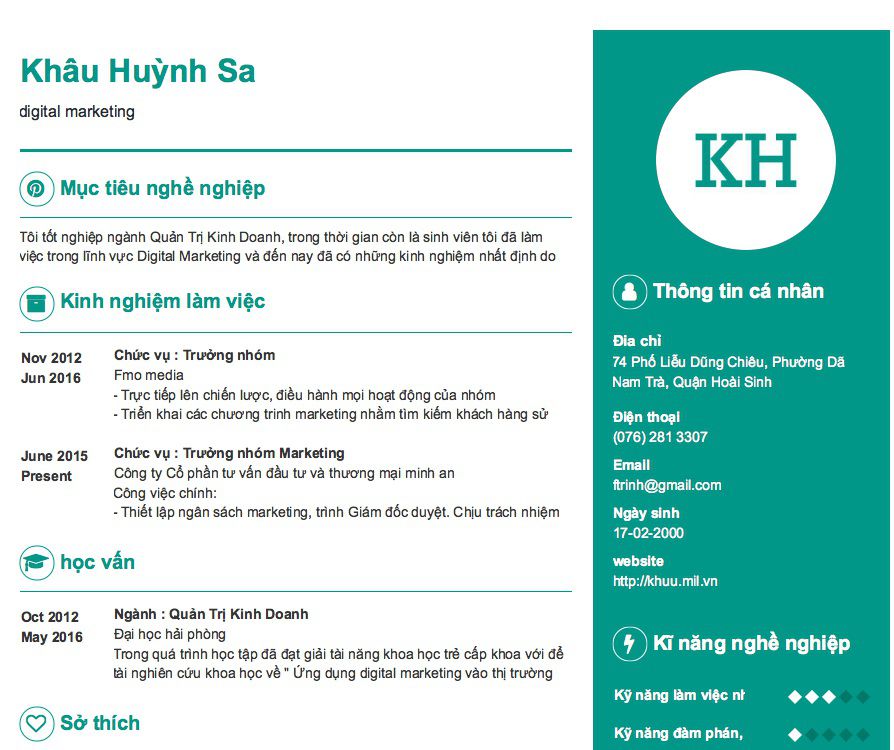 Khâu Huỳnh Sa
digital marketing
Mục tiêu nghề nghiệp
Tôi tốt nghiệp ngành Quản Trị Kinh Doanh, trong thời gian còn là sinh viên tôi đã làm
việc trong lĩnh vực Digital Marketing và đến nay đã có những kinh nghiệm nhất định do
Kinh nghiệm làm việc
Nov 2012
Jun 2016
Chức vụ : Trưởng nhóm
Fmo media
- Trực tiếp lên chiến lược, điều hành mọi hoạt động của nhóm
- Triển khai các chương trinh marketing nhằm tìm kiếm khách hàng sử
June 2015
Present
Chức vụ : Trưởng nhóm Marketing
Công ty Cổ phần tư vấn đầu tư và thương mại minh an
Công việc chính:
- Thiết lập ngân sách marketing, trình Giám đốc duyệt. Chịu trách nhiệm
học vấn
Oct 2012
May 2016
Ngành : Quản Trị Kinh Doanh
Đại học hải phòng
Trong quá trình học tập đã đạt giải tài năng khoa học trẻ cấp khoa với để
tài nghiên cứu khoa học về " Ứng dụng digital marketing vào thị trường
Sở thích
KH
Thông tin cá nhân
Đia chỉ
74 Phố Liễu Dũng Chiêu, Phường Dã
Nam Trà, Quận Hoài Sinh
Điện thoại
(076) 281 3307
Email
ftrinh@gmail.com
Ngày sinh
17-02-2000
website
http://khuu.mil.vn
Kĩ năng nghề nghiệp
Kỹ năng làm việc nh
Kỹ năng đàm phán,